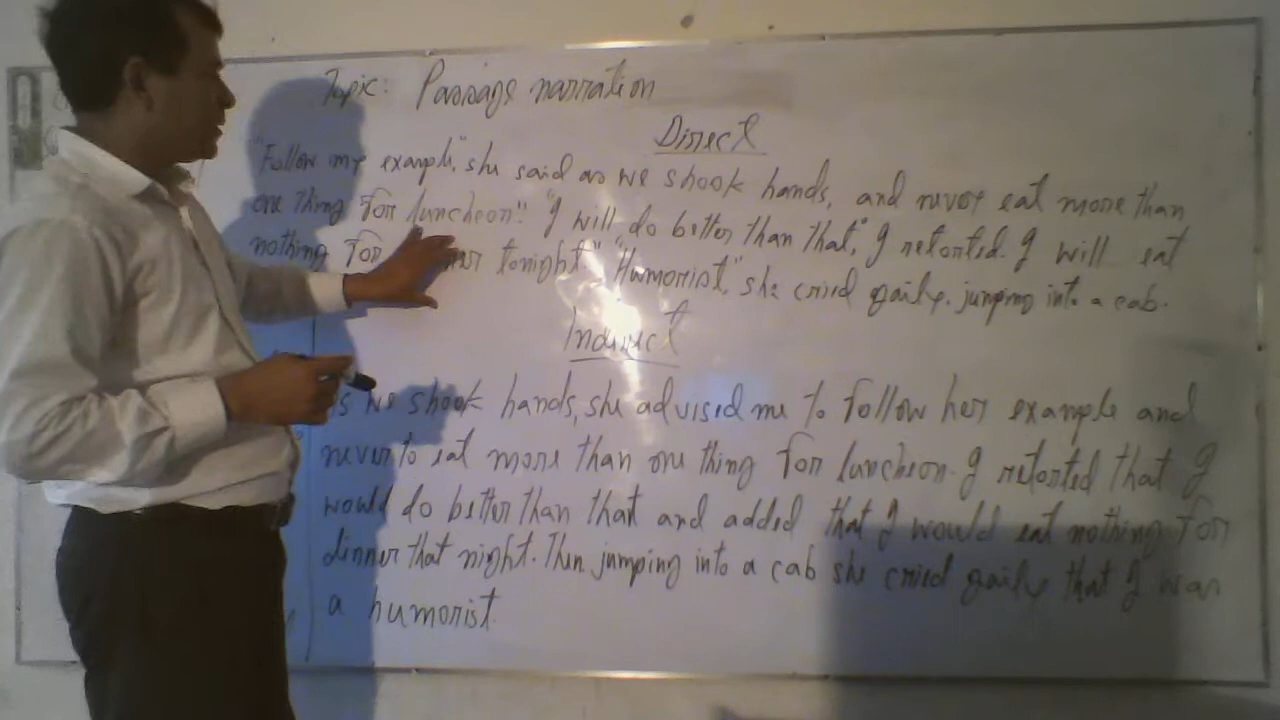 Topic: Passage narration
Direct
"Follow my example," she said as we shook hands, and never eat more than
one thing for luncheon." "I will do better than that," I retorted. I will eat
nothing for tonight." "Humorist," she cried gaily, jumping into a cab.
Indirect
we shook hands, she advised me to follow her example and
never to eat more than one thing for luncheon. I retorted that I
would do better than that and added that I would eat nothing for
dinner that night. Then jumping into a cab she cried gaily that I was
a humorist.